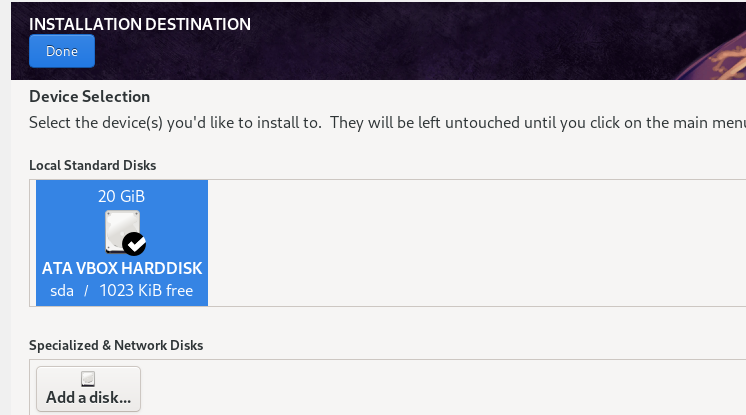 INSTALLATION DESTINATION
Done
Device Selection
Select the device(s) you'd like to install to.  They will be left untouched until you click on the main menu
Local Standard Disks
20 GiB
ATA VBOX HARDDISK
sda / 1023 KiB free
Specialized & Network Disks
Add a disk...